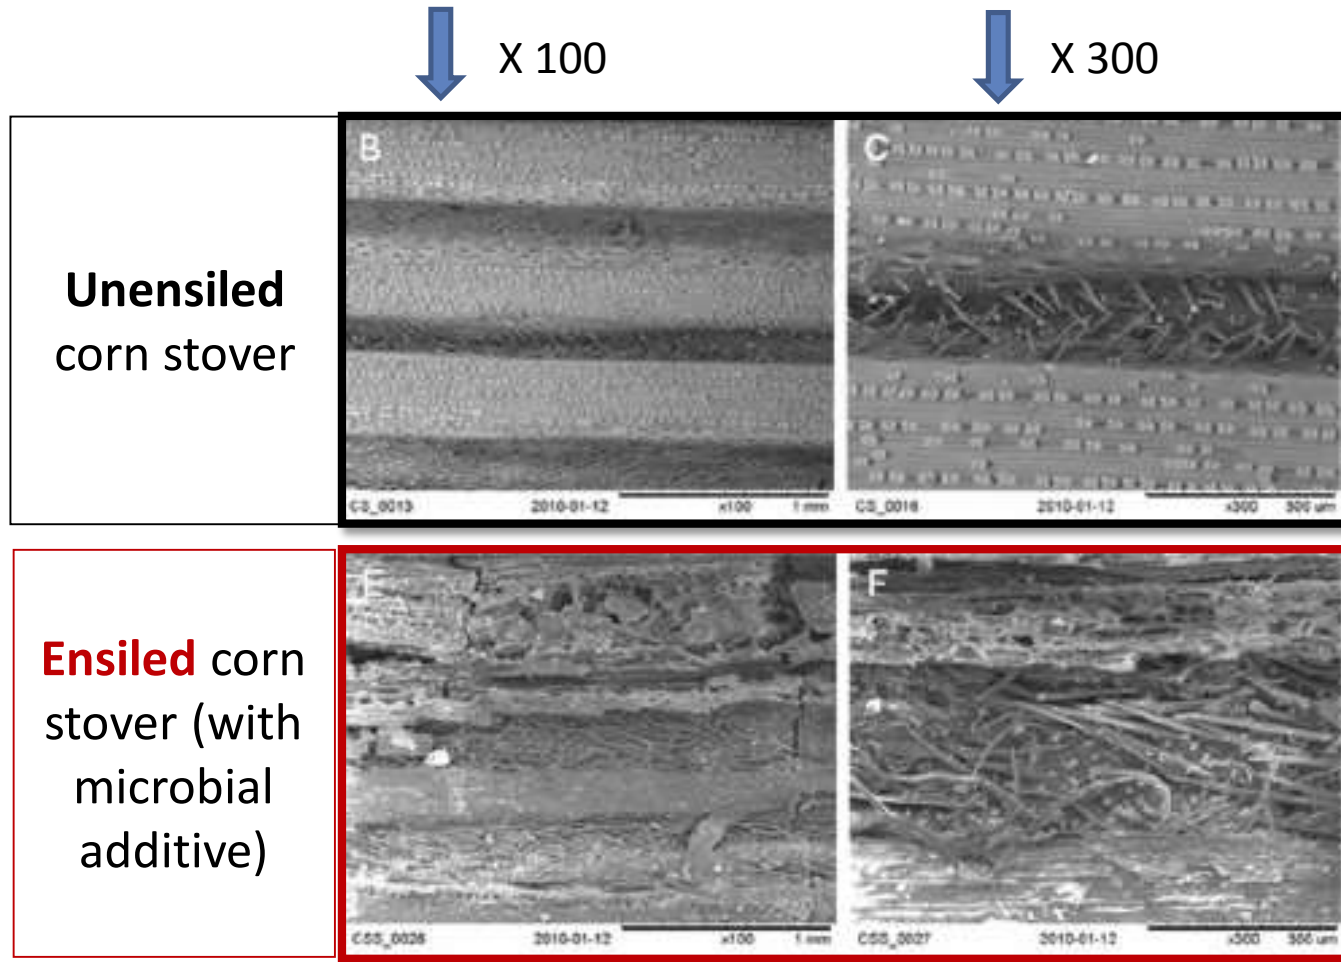 X 100
X 300
Unensiled
corn stover
B
C
CS_0013 2010-01-12 x100 1 mm
CS_0016 2010-01-12 x300 300 um
Ensiled corn
stover (with
microbial
additive)
E
F
CSS_0026 2010-01-12 x100 1 mm
CSS_0027 2010-01-12 x300 300 um